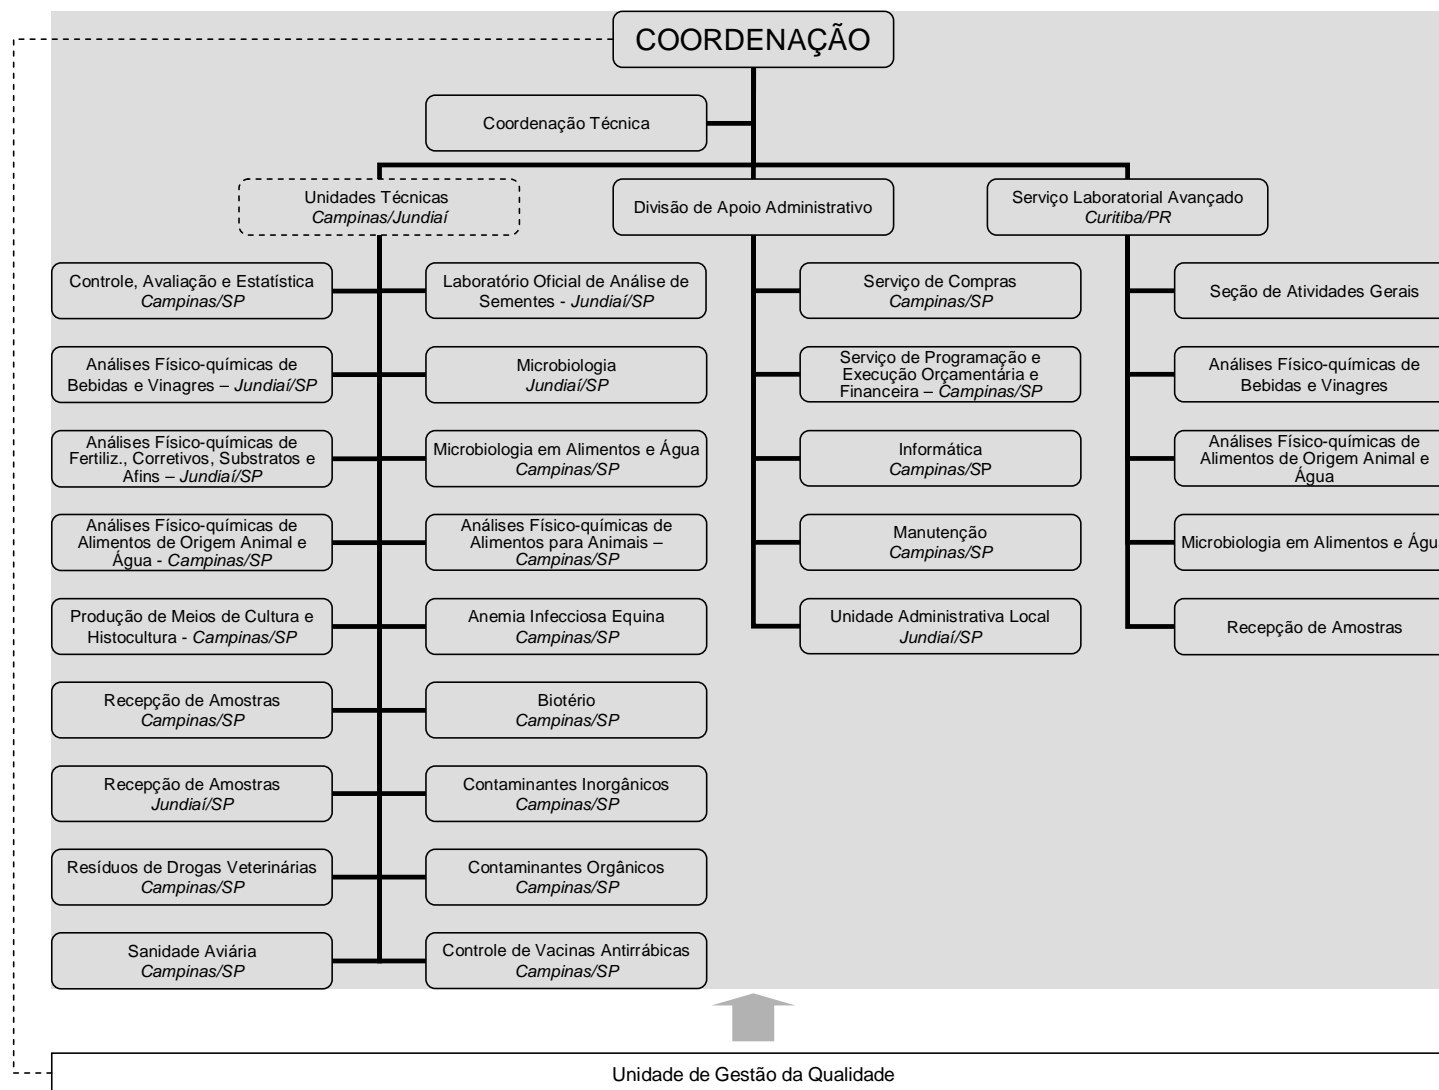 COORDENAÇÃO
Coordenação Técnica
Unidades Técnicas
Campinas/Jundiaí
Divisão de Apoio Administrativo
Serviço Laboratorial Avançado
Curitiba/PR
Controle, Avaliação e Estatística
Campinas/SP
Laboratório Oficial de Análise de
Sementes - Jundiaí/SP
Serviço de Compras
Campinas/SP
Seção de Atividades Gerais
Análises Físico-químicas de
Bebidas e Vinagres – Jundiaí/SP
Microbiologia
Jundiaí/SP
Serviço de Programação e
Execução Orçamentária e
Financeira – Campinas/SP
Análises Físico-químicas de
Bebidas e Vinagres
Análises Físico-químicas de
Fertiliz., Corretivos, Substratos e
Afins – Jundiaí/SP
Microbiologia em Alimentos e Água
Campinas/SP
Informática
Campinas/SP
Análises Físico-químicas de
Alimentos de Origem Animal e
Água
Análises Físico-químicas de
Alimentos de Origem Animal e
Água - Campinas/SP
Análises Físico-químicas de
Alimentos para Animais –
Campinas/SP
Manutenção
Campinas/SP
Microbiologia em Alimentos e Água
Produção de Meios de Cultura e
Histocultura - Campinas/SP
Anemia Infecciosa Equina
Campinas/SP
Unidade Administrativa Local
Jundiaí/SP
Recepção de Amostras
Recepção de Amostras
Campinas/SP
Biotério
Campinas/SP
Recepção de Amostras
Jundiaí/SP
Contaminantes Inorgânicos
Campinas/SP
Resíduos de Drogas Veterinárias
Campinas/SP
Contaminantes Orgânicos
Campinas/SP
Sanidade Aviária
Campinas/SP
Controle de Vacinas Antirrábicas
Campinas/SP
Unidade de Gestão da Qualidade